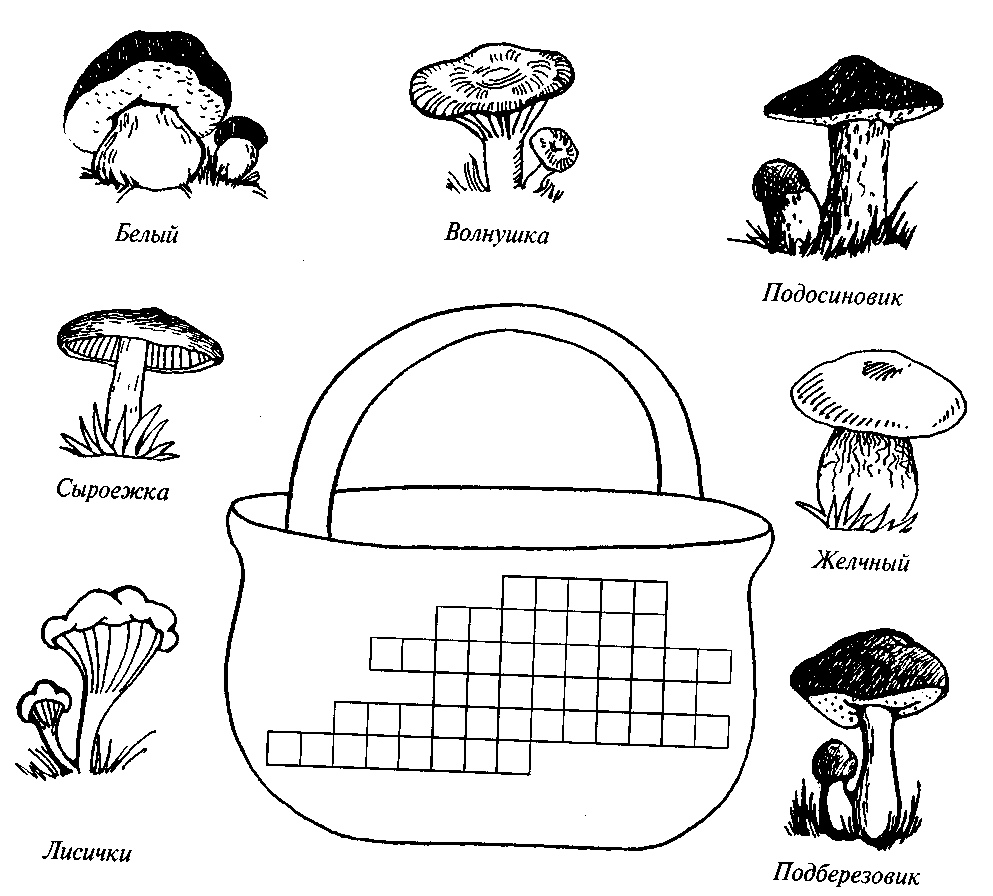 Белый
Волнушка
Подосиновик
Сыроежка
Желчный
Лисички
Подберезовик